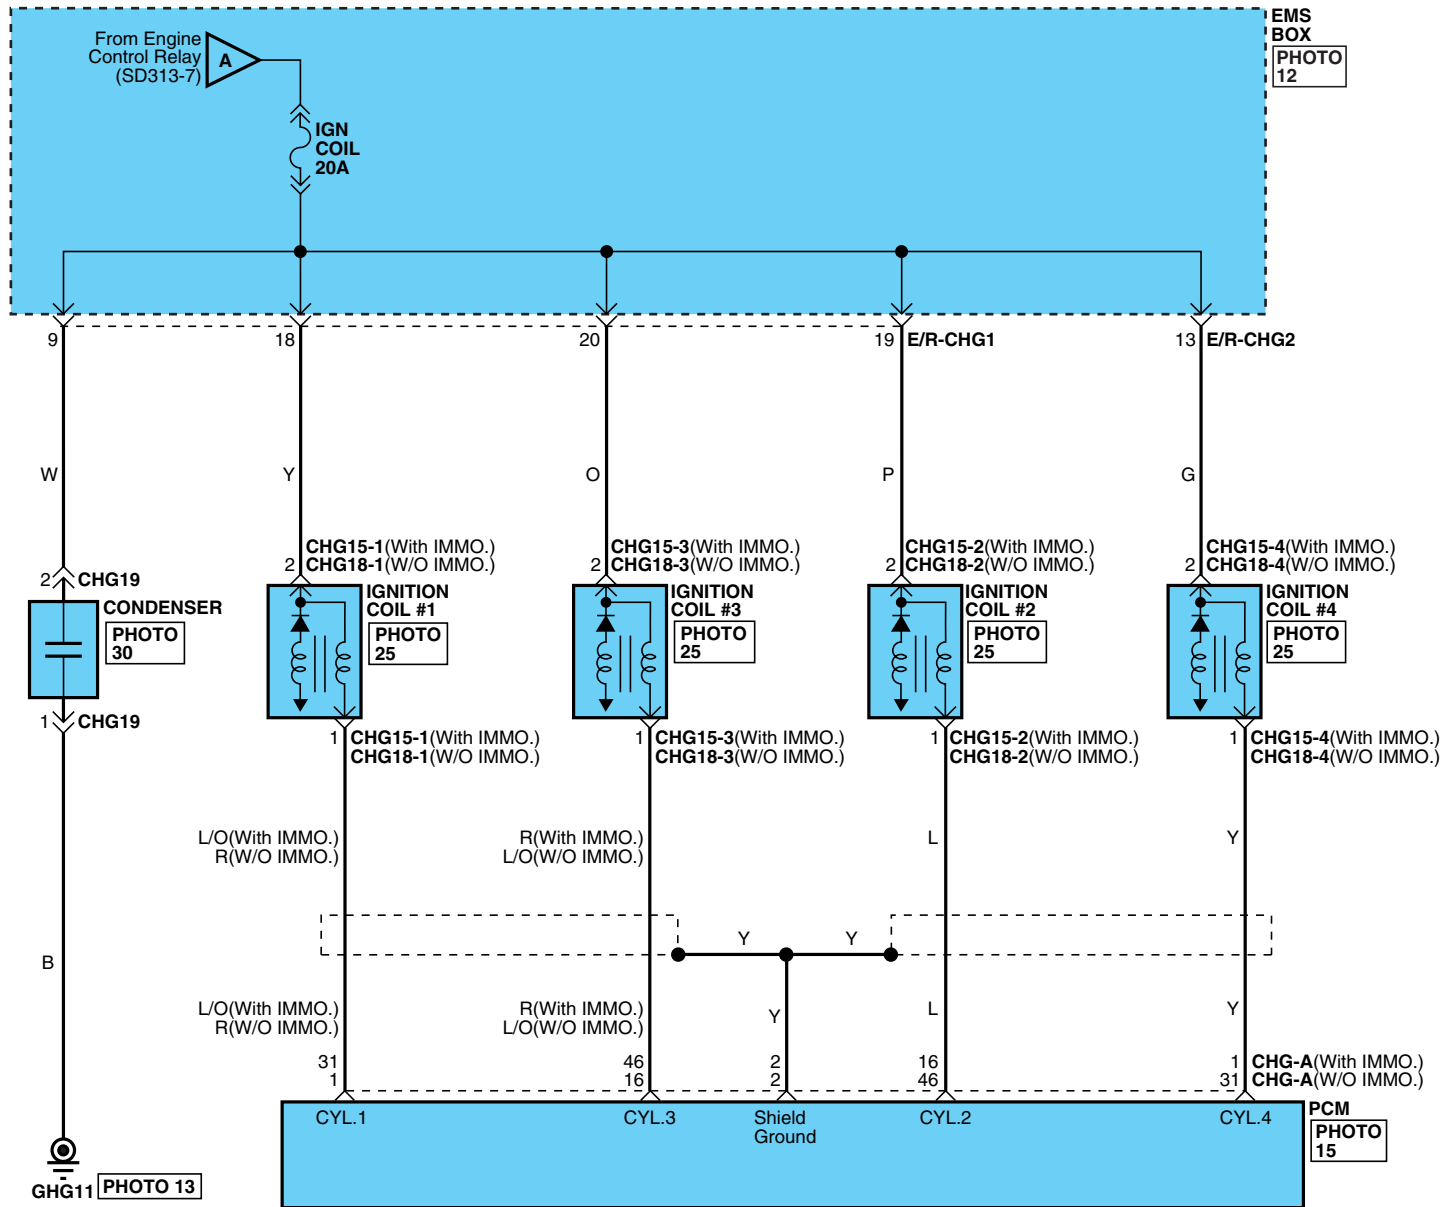 From Engine
Control Relay
(SD313-7)
A
EMS
BOX
PHOTO
12
IGN
COIL
20A
9
18
20
19 E/R-CHG1
13 E/R-CHG2
W
Y
O
P
G
2 CHG19
CONDENSER
PHOTO
30
1 CHG19
CHG15-1(With IMMO.)
2 CHG18-1(W/O IMMO.)
IGNITION
COIL #1
PHOTO
25
CHG15-3(With IMMO.)
2 CHG18-3(W/O IMMO.)
IGNITION
COIL #3
PHOTO
25
CHG15-2(With IMMO.)
2 CHG18-2(W/O IMMO.)
IGNITION
COIL #2
PHOTO
25
CHG15-4(With IMMO.)
2 CHG18-4(W/O IMMO.)
IGNITION
COIL #4
PHOTO
25
1 CHG15-1(With IMMO.)
CHG18-1(W/O IMMO.)
1 CHG15-3(With IMMO.)
CHG18-3(W/O IMMO.)
1 CHG15-2(With IMMO.)
CHG18-2(W/O IMMO.)
1 CHG15-4(With IMMO.)
CHG18-4(W/O IMMO.)
L/O(With IMMO.)
R(W/O IMMO.)
R(With IMMO.)
L/O(W/O IMMO.)
L
Y
Y
Y
B
L/O(With IMMO.)
R(W/O IMMO.)
R(With IMMO.)
L/O(W/O IMMO.)
Y
L
Y
31
1
46
16
2
2
16
46
1 CHG-A(With IMMO.)
31 CHG-A(W/O IMMO.)
CYL.1
CYL.3
Shield
Ground
CYL.2
CYL.4
PCM
PHOTO
15
GHG11
PHOTO 13